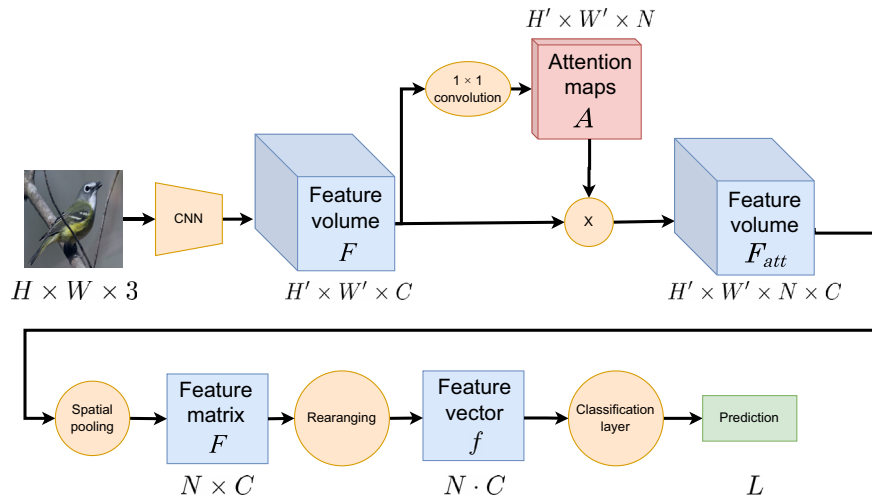 H′ × W′ × N
1 × 1
convolution
Attention
maps
A
CNN
Feature
volume
F
X
Feature
volume
F_att
H × W × 3
H′ × W′ × C
H′ × W′ × N × C
Spatial
pooling
Feature
matrix
F
Rearanging
Feature
vector
f
Classification
layer
Prediction
N × C
N · C
L